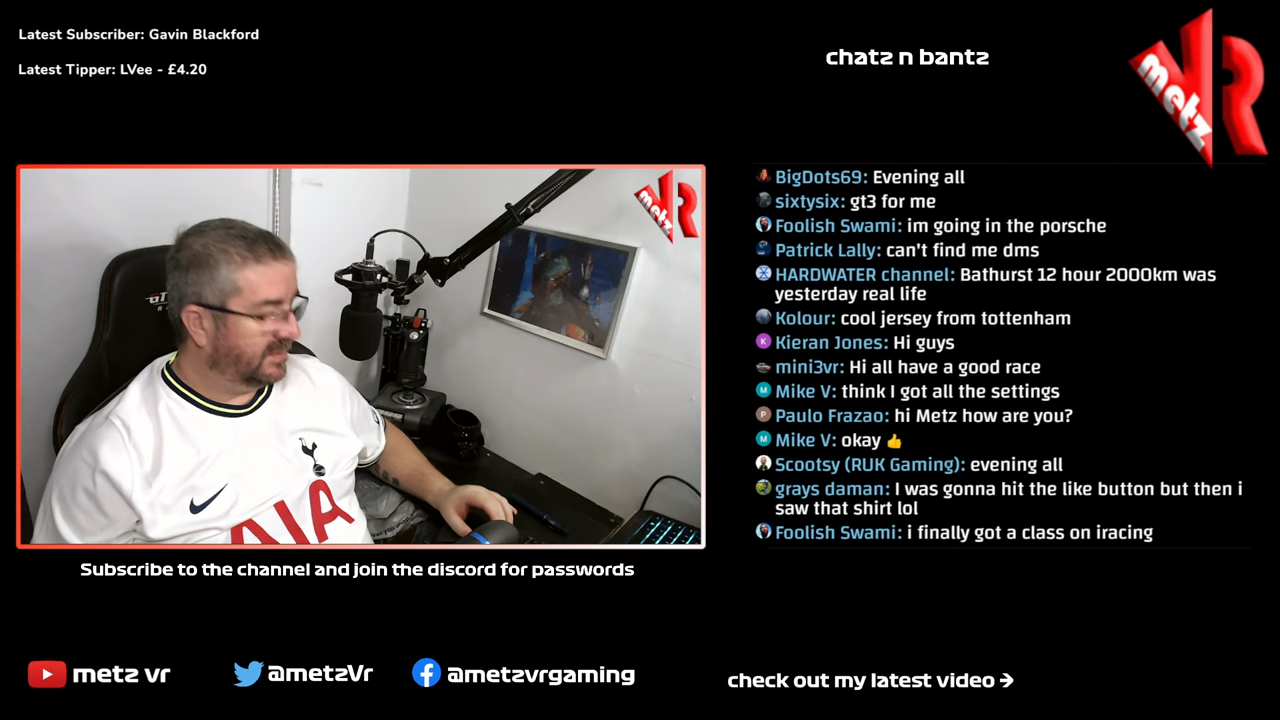 Latest Subscriber: Gavin Blackford
Latest Tipper: LVee - £4.20
chatz n bantz
metz VR
metz VR
BigDots69: Evening all
sixtysix: gt3 for me
Foolish Swami: im going in the porsche
Patrick Lally: can't find me dms
HARDWATER channel: Bathurst 12 hour 2000km was
yesterday real life
Kolour: cool jersey from tottenham
Kieran Jones: Hi guys
mini3vr: Hi all have a good race
Mike V: think I got all the settings
Paulo Frazao: hi Metz how are you?
Mike V: okay 👍
Scootsy (RUK Gaming): evening all
grays daman: I was gonna hit the like button but then i
saw that shirt lol
Foolish Swami: i finally got a class on iracing
AIA
Subscribe to the channel and join the discord for passwords
metz vr
@metzVr
@metzvrgaming
check out my latest video →